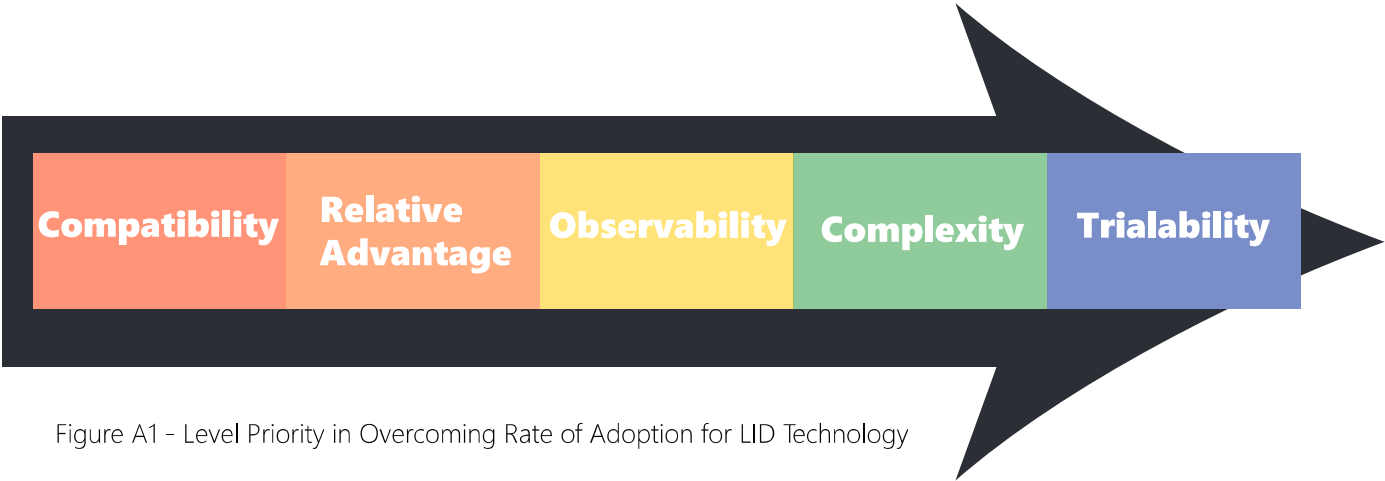 Compatibility
Relative
Advantage
Observability
Complexity
Trialability
Figure A1 - Level Priority in Overcoming Rate of Adoption for LID Technology